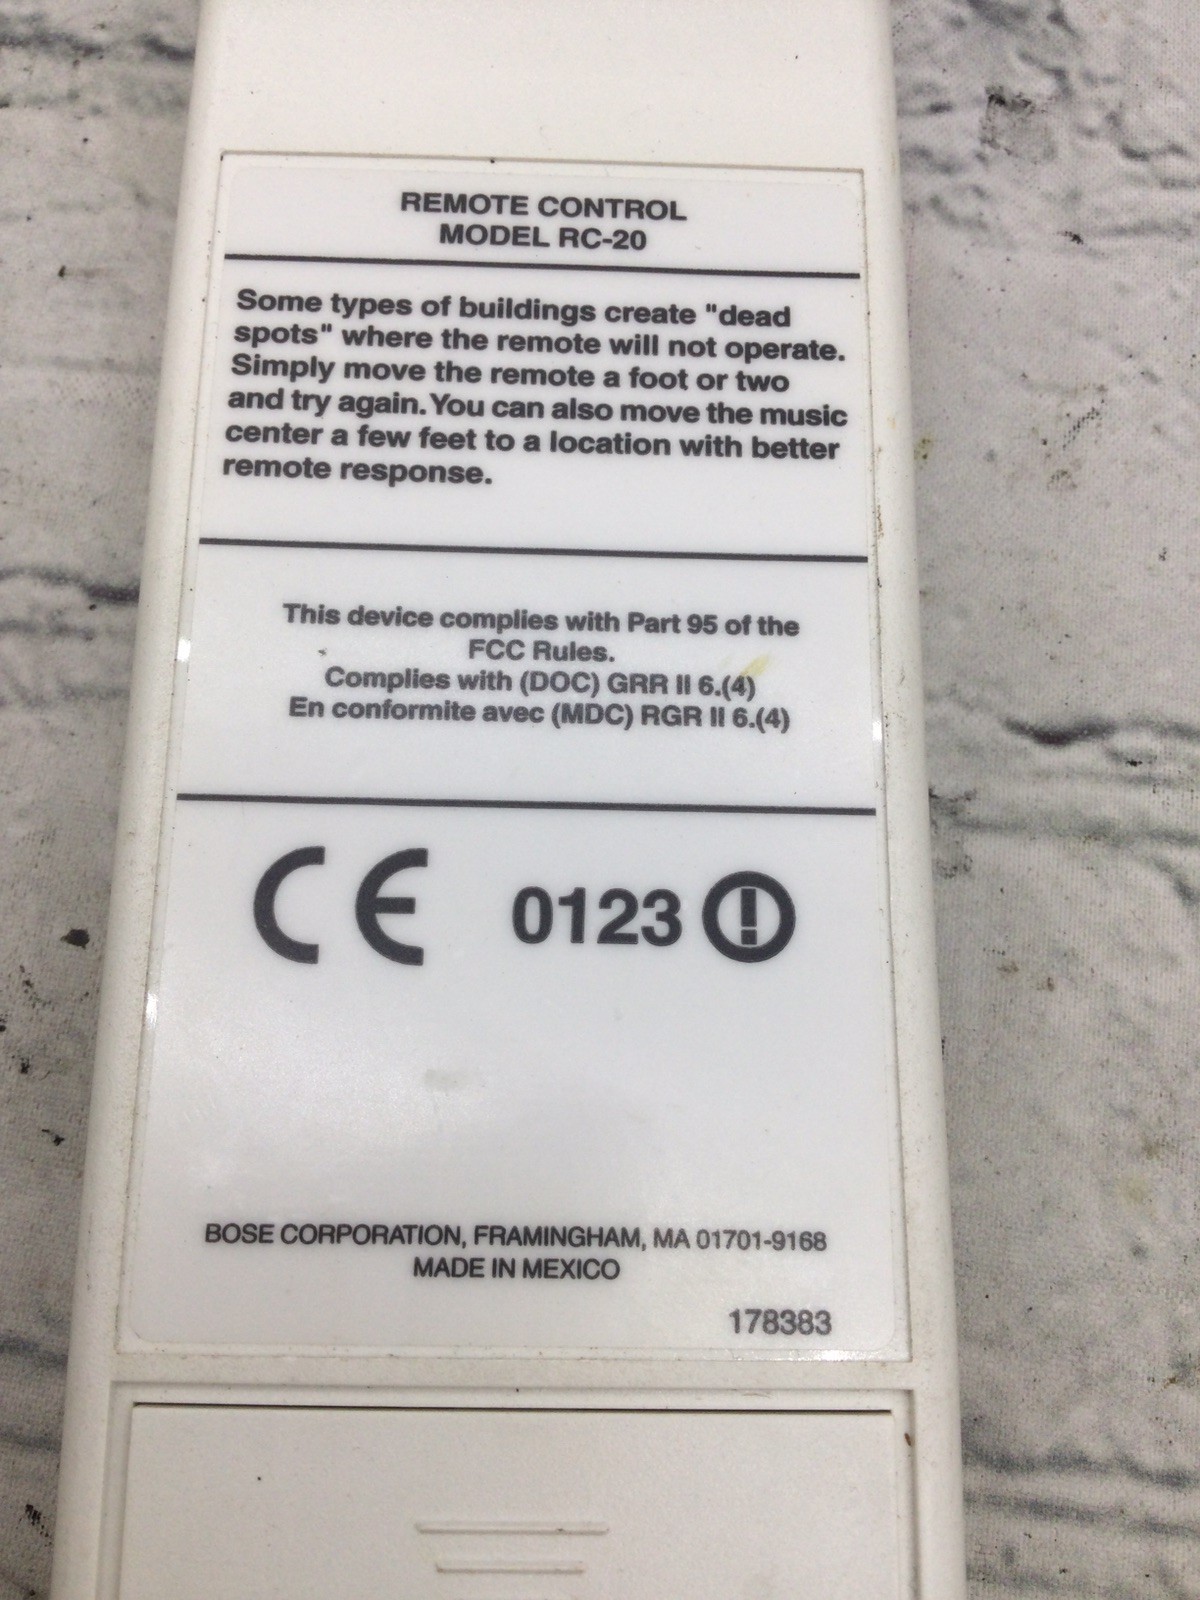 REMOTE CONTROL
MODEL RC-20
Some types of buildings create "dead
spots" where the remote will not operate.
Simply move the remote a foot or two
and try again. You can also move the music
center a few feet to a location with better
remote response.
This device complies with Part 95 of the
FCC Rules.
Complies with (DOC) GRR II 6.(4)
En conformite avec (MDC) RGR II 6.(4)
CE 0123 !
BOSE CORPORATION, FRAMINGHAM, MA 01701-9168
MADE IN MEXICO
178383